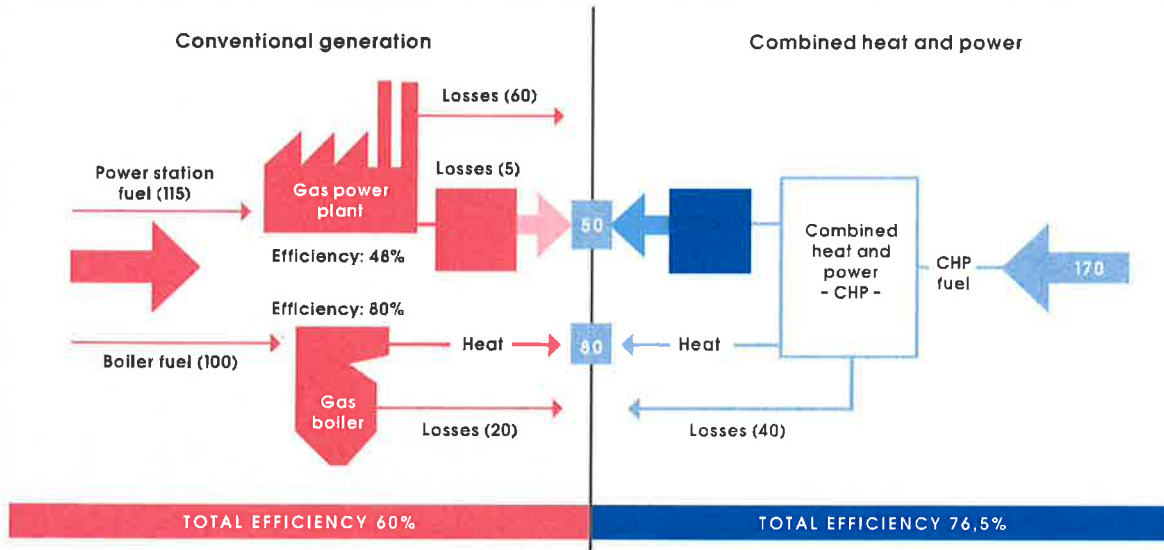 Conventional generation
Losses (60)
Losses (5)
Power station
fuel (115)
Gas power
plant
Efficiency: 48%
Efficiency: 80%
Boiler fuel (100)
Heat
Gas
boiler
Losses (20)
50
80
TOTAL EFFICIENCY 60%
Combined heat and power
Combined
heat and
power
- CHP -
CHP
fuel
170
Heat
Losses (40)
TOTAL EFFICIENCY 76,5%